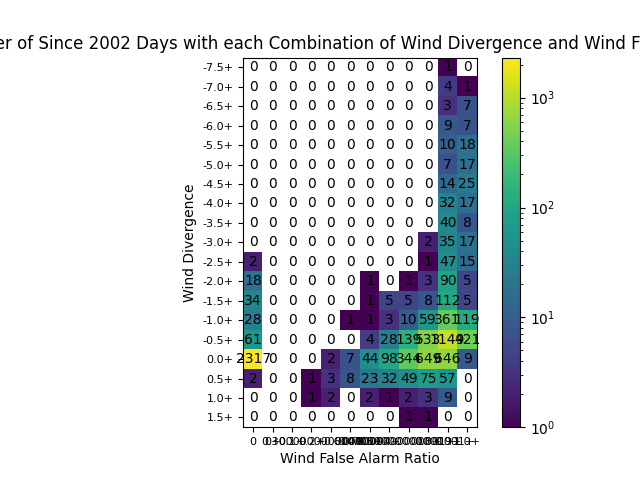 er of Since 2002 Days with each Combination of Wind Divergence and Wind F
-7.5+ 0 0 0 0 0 0 0 0 0 0 1 0
-7.0+ 0 0 0 0 0 0 0 0 0 0 4 1
-6.5+ 0 0 0 0 0 0 0 0 0 0 3 7
-6.0+ 0 0 0 0 0 0 0 0 0 0 9 7
-5.5+ 0 0 0 0 0 0 0 0 0 0 10 18
-5.0+ 0 0 0 0 0 0 0 0 0 0 7 17
-4.5+ 0 0 0 0 0 0 0 0 0 0 14 25
-4.0+ 0 0 0 0 0 0 0 0 0 0 32 17
-3.5+ 0 0 0 0 0 0 0 0 0 0 40 8
-3.0+ 0 0 0 0 0 0 0 0 0 2 35 17
-2.5+ 2 0 0 0 0 0 0 0 0 1 47 15
-2.0+ 18 0 0 0 0 0 1 0 1 3 90 5
-1.5+ 34 0 0 0 0 0 1 5 5 8 112 5
-1.0+ 28 0 0 0 0 1 1 3 10 59 361 119
-0.5+ 61 0 0 0 0 0 4 28 139
0.0+ 2317 0 0 0 2 7 44 98 344 649 646 9
0.5+ 2 0 0 1 3 8 23 32 49 75 57 0
1.0+ 0 0 0 1 2 0 2 1 2 3 9 0
1.5+ 0 0 0 0 0 0 0 0 1 1 0 0
0
Wind False Alarm Ratio
Wind Divergence
10³
10²
10¹
10⁰